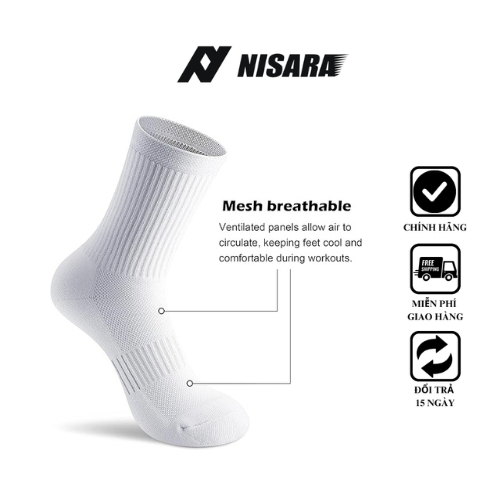 NISARA
Mesh breathable
Ventilated panels allow air to
circulate, keeping feet cool and
comfortable during workouts.
CHÍNH HÃNG
FREE
SHIPPING
MIỄN PHÍ
GIAO HÀNG
ĐỔI TRẢ
15 NGÀY